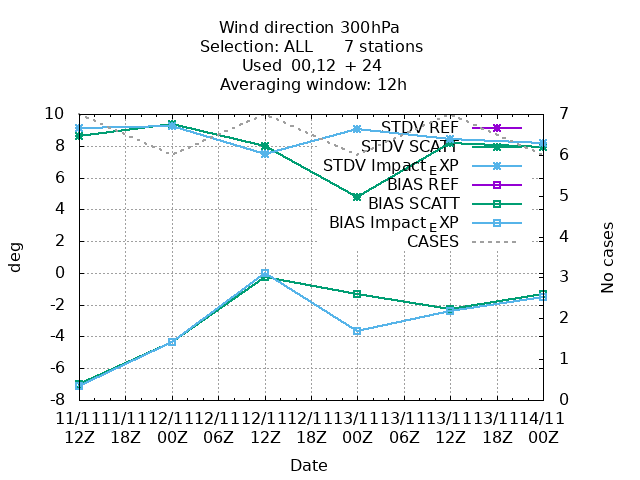 Wind direction 300hPa
Selection: ALL 7 stations
Used 00,12 + 24
Averaging window: 12h
10
8
6
4
2
0
-2
-4
-6
-8
deg
7
6
5
4
3
2
1
0
No cases
STDV REF
STDV SCATT
STDV Impact_EXP
BIAS REF
BIAS SCATT
BIAS Impact_EXP
CASES
11/11 11/11 12/11 12/11 12/11 12/11 13/11 13/11 13/11 13/11 14/11
12Z 18Z 00Z 06Z 12Z 18Z 00Z 06Z 12Z 18Z 00Z
Date